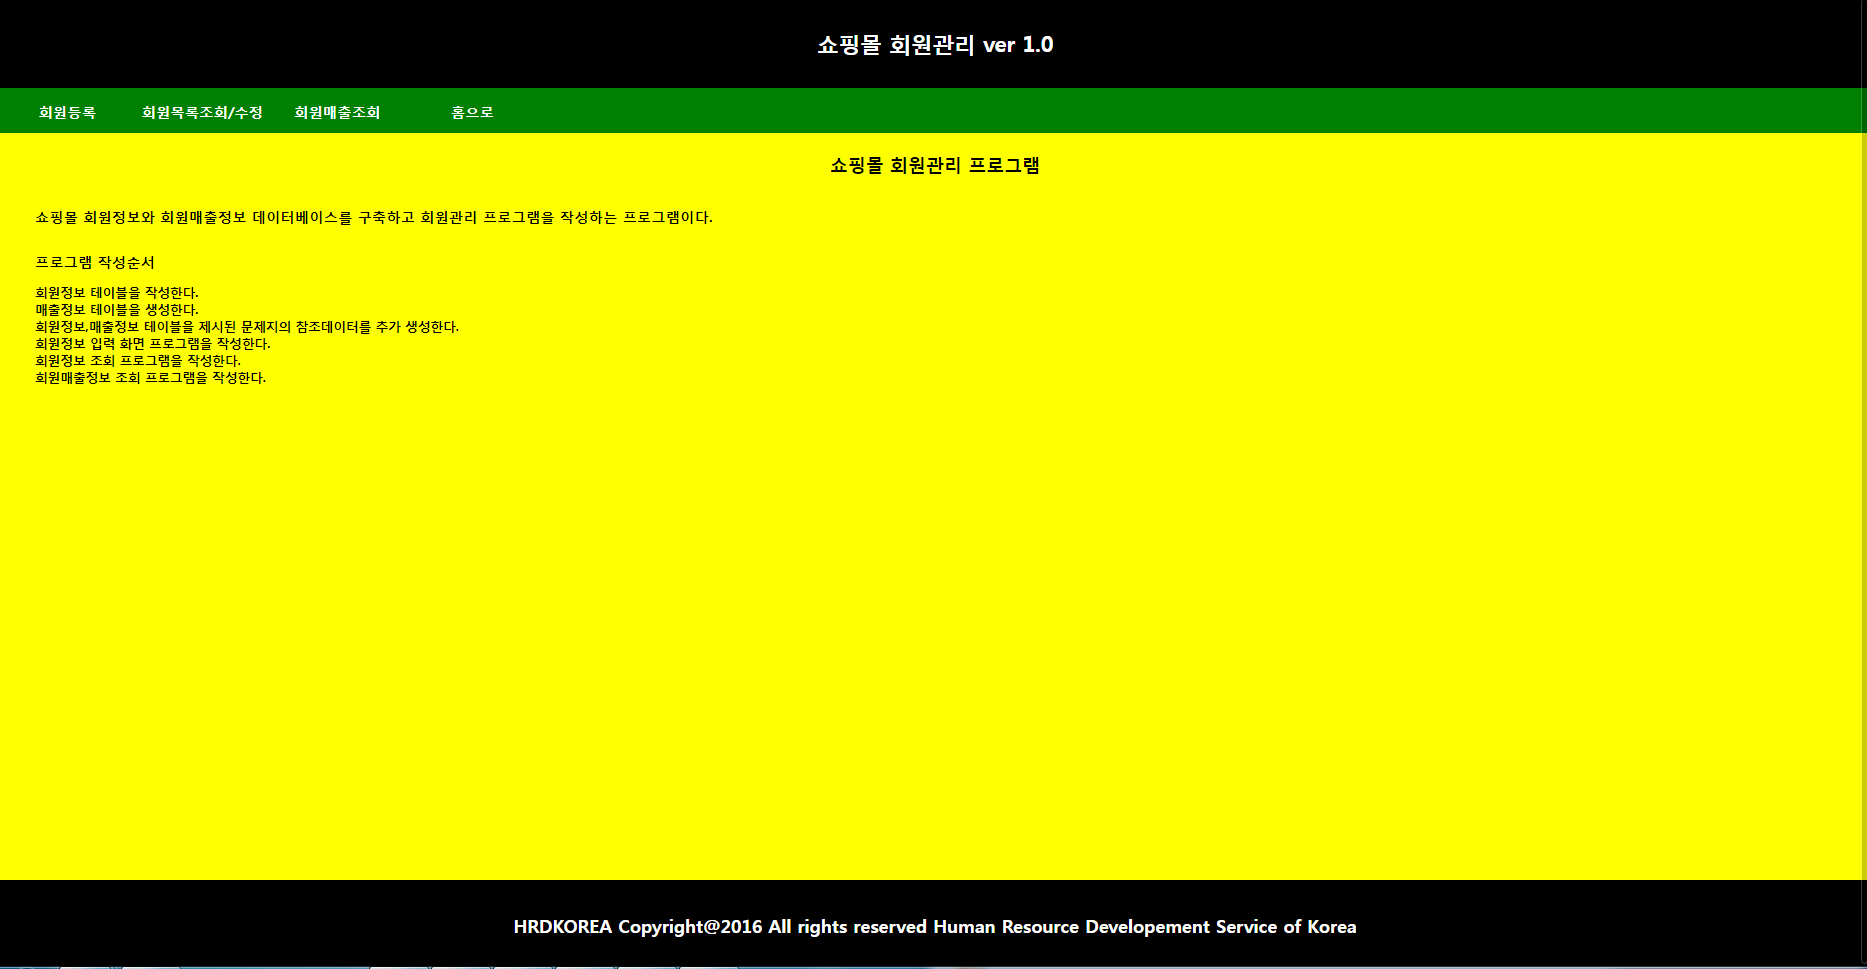 쇼핑몰 회원관리 ver 1.0
회원등록 회원목록조회/수정 회원매출조회 홈으로
쇼핑몰 회원관리 프로그램
쇼핑몰 회원정보와 회원매출정보 데이터베이스를 구축하고 회원관리 프로그램을 작성하는 프로그램이다.
프로그램 작성순서
회원정보 테이블을 작성한다.
매출정보 테이블을 생성한다.
회원정보,매출정보 테이블을 제시된 문제지의 참조데이터를 추가 생성한다.
회원정보 입력 화면 프로그램을 작성한다.
회원정보 조회 프로그램을 작성한다.
회원매출정보 조회 프로그램을 작성한다.
HRDKOREA Copyright@2016 All rights reserved Human Resource Developement Service of Korea